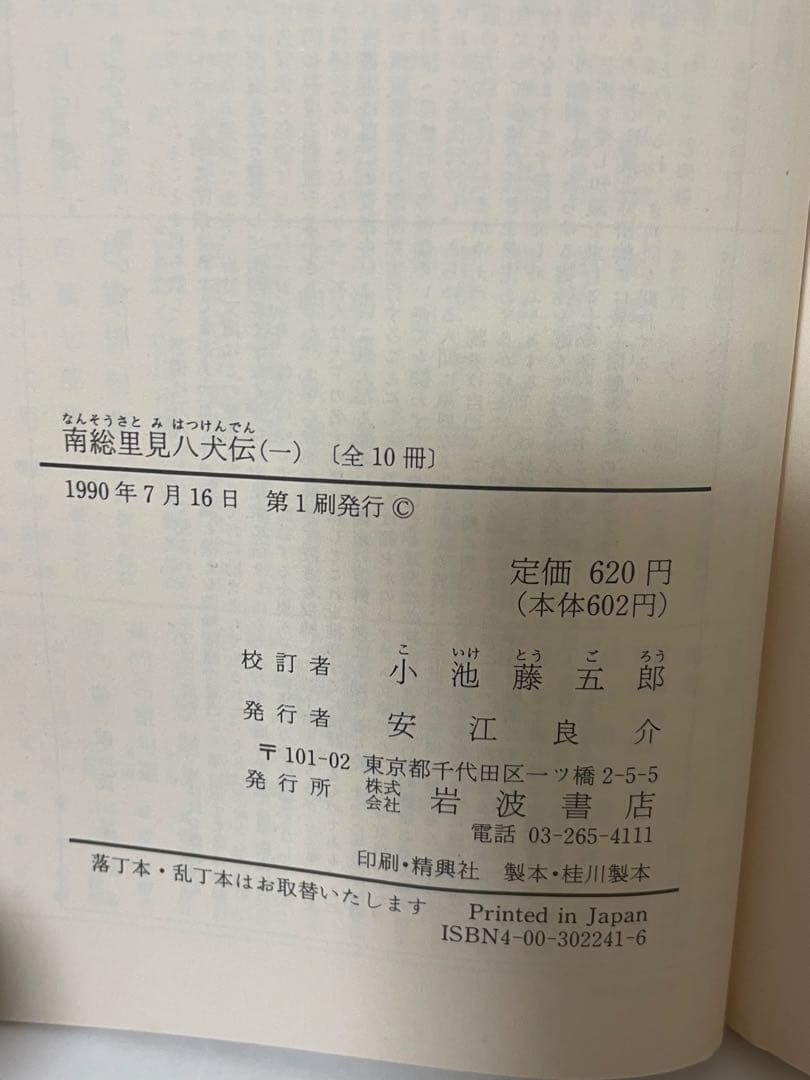 なんそうさとみはつけんでん
南総里見八犬伝(一) 〔全10冊〕
1990年7月16日 第1刷発行 ©
定価 620円
(本体602円)
こ いけ とう ご ろう
校訂者 小池藤五郎
発行者 安江良介
〒101-02 東京都千代田区一ツ橋2-5-5
発行所 株式会社 岩波書店
電話 03-265-4111
印刷・精興社 製本・桂川製本
落丁本・乱丁本はお取替いたします
Printed in Japan
ISBN4-00-302241-6